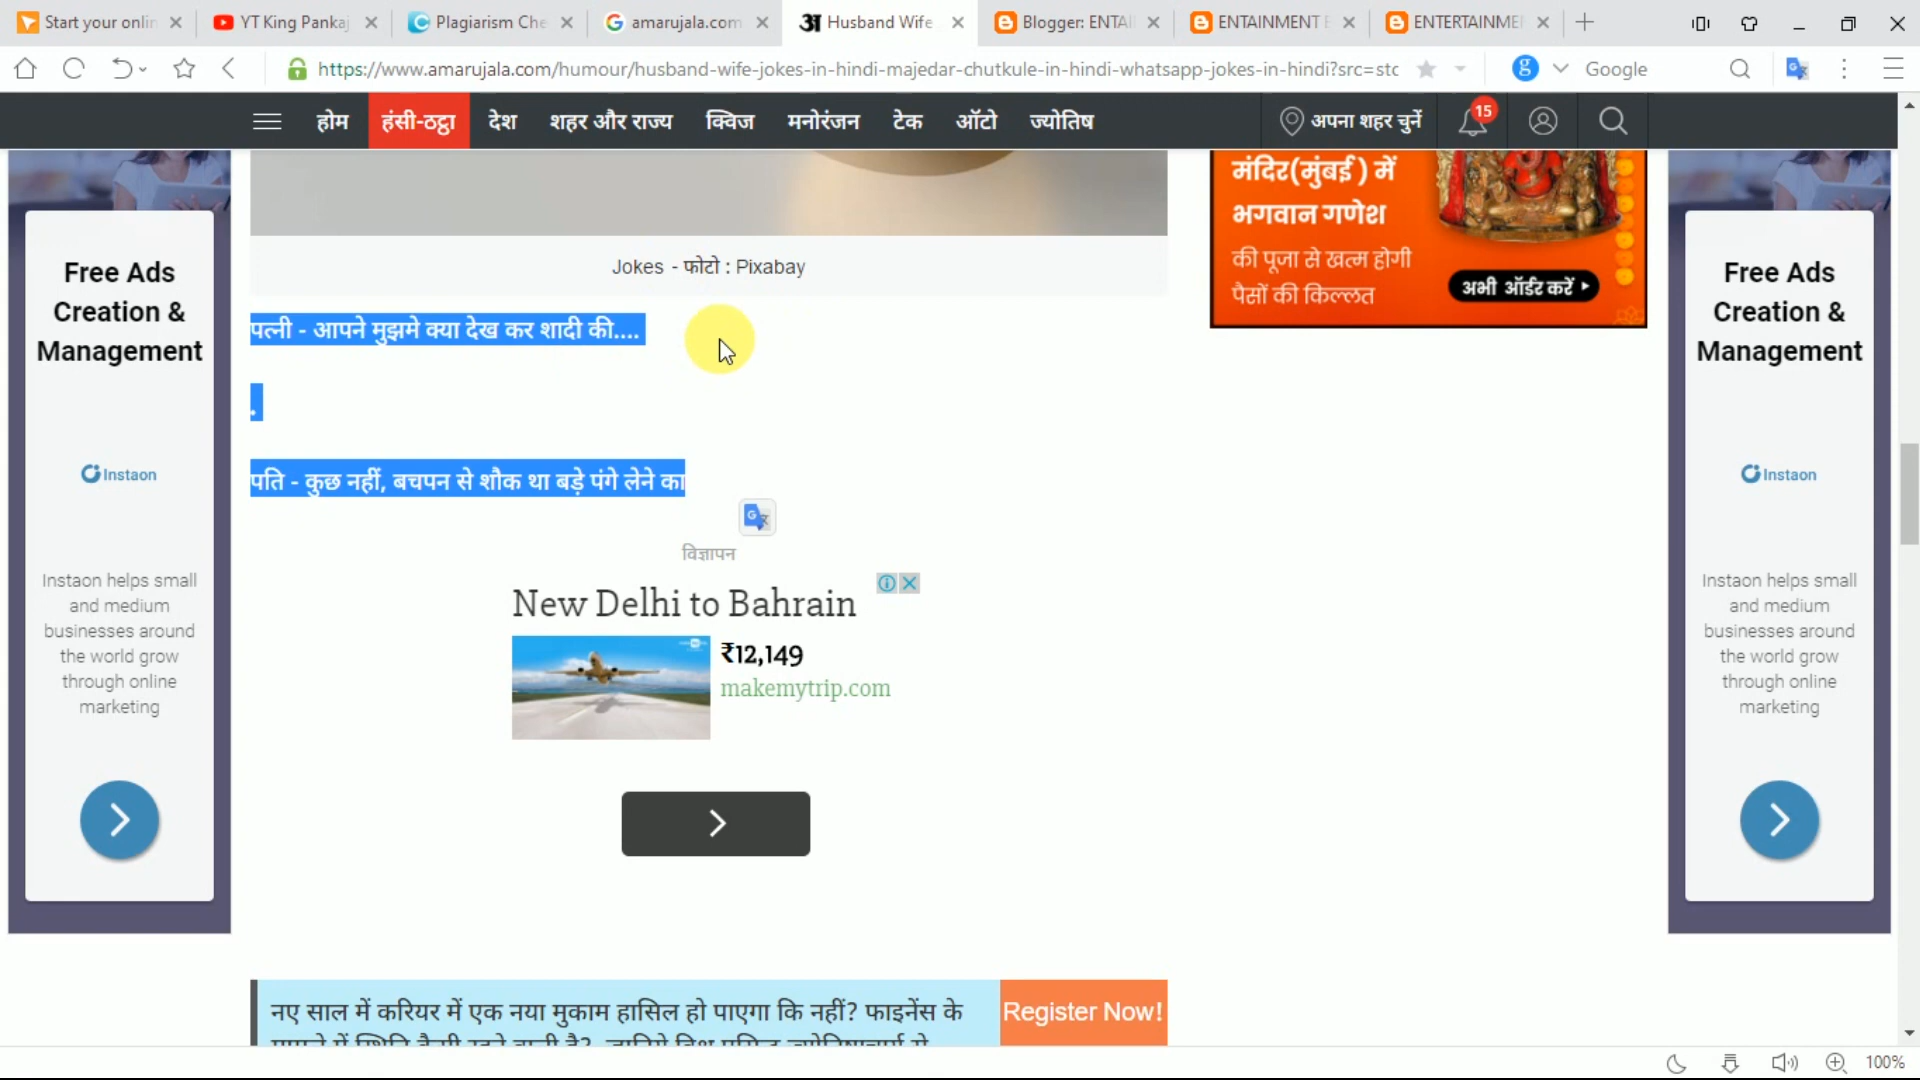 Start your onlin
YT King Pankaj
Plagiarism Che
amarujala.com
Husband Wife
Blogger: ENTAI
ENTAINMENT
ENTERTAINME
https://www.amarujala.com/humour/husband-wife-jokes-in-hindi-majedar-chutkule-in-hindi-whatsapp-jokes-in-hindi?src=stc
Google
होम
हंसी-ठट्ठा
देश
शहर और राज्य
क्विज
मनोरंजन
टेक
ऑटो
ज्योतिष
अपना शहर चुनें
15
Free Ads
Creation &
Management
Instaon
Instaon helps small
and medium
businesses around
the world grow
through online
marketing
Jokes - फोटो : Pixabay
पत्नी - आपने मुझमे क्या देख कर शादी की....
.
पति - कुछ नहीं, बचपन से शौक था बड़े पंगे लेने का
विज्ञापन
New Delhi to Bahrain
₹12,149
makemytrip.com
नए साल में करियर में एक नया मुकाम हासिल हो पाएगा कि नहीं? फाइनेंस के
Register Now!
मंदिर(मुंबई ) में
भगवान गणेश
की पूजा से खत्म होगी
पैसों की किल्लत
अभी ऑर्डर करें
Free Ads
Creation &
Management
Instaon
Instaon helps small
and medium
businesses around
the world grow
through online
marketing
100%